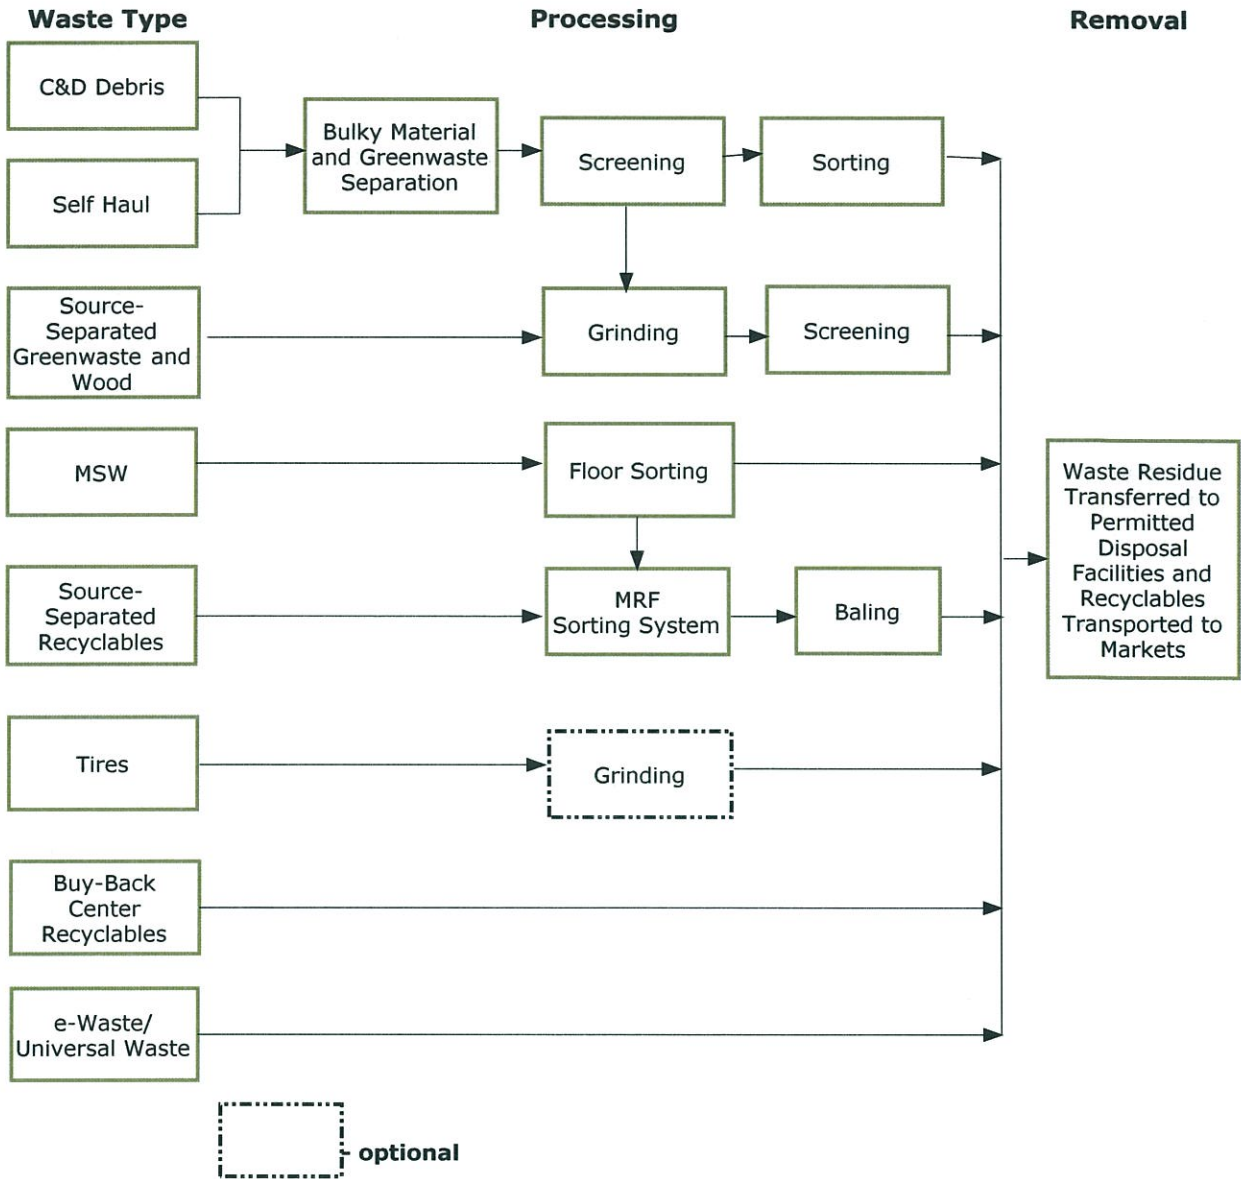 Waste Type
Processing
Removal
C&D Debris
Self Haul
Bulky Material
and Greenwaste
Separation
Screening
Sorting
Source-
Separated
Greenwaste and
Wood
Grinding
Screening
MSW
Floor Sorting
Source-
Separated
Recyclables
MRF
Sorting System
Baling
Waste Residue
Transferred to
Permitted
Disposal
Facilities and
Recyclables
Transported to
Markets
Tires
Grinding
Buy-Back
Center
Recyclables
e-Waste/
Universal Waste
- optional